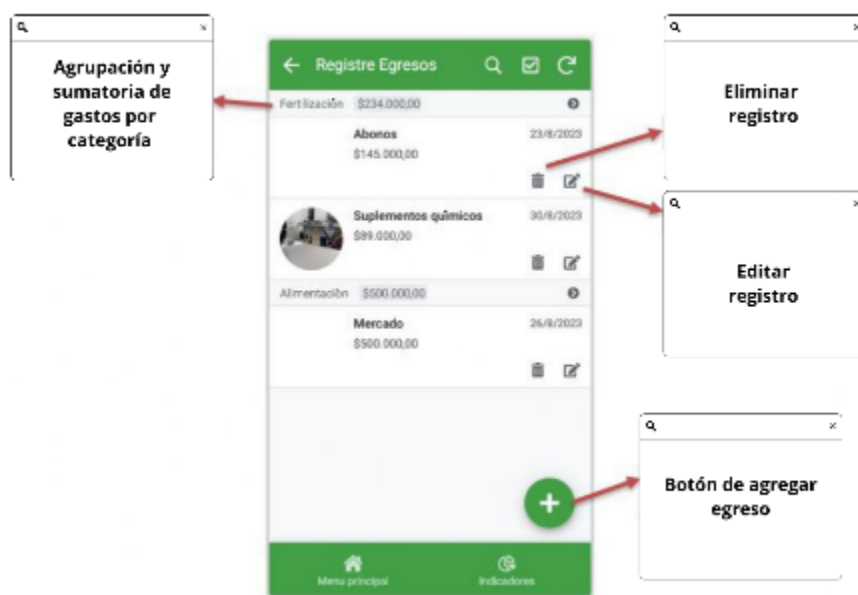 Agrupación y
sumatoria de
gastos por
categoría
Registre Egresos
Fertilización $234.000,00
Abonos 23/8/2023
$145.000,00
Suplementos químicos 30/8/2023
$89.000,00
Alimentación $500.000,00
Mercado 26/8/2023
$500.000,00
Menu principal Indicadores
Eliminar
registro
Editar
registro
Botón de agregar
egreso